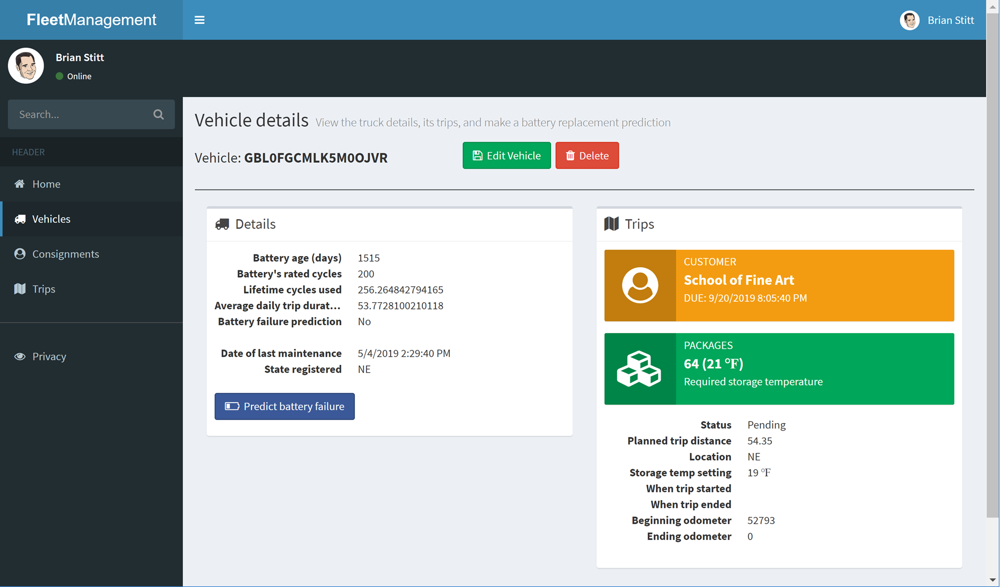 FleetManagement
Brian Stitt
Brian Stitt
Online
Search...
HEADER
Home
Vehicles
Consignments
Trips
Privacy
Vehicle details View the truck details, its trips, and make a battery replacement prediction
Vehicle: GBL0FGCMLK5M0OJVR
Edit Vehicle
Delete
Details
Battery age (days) 1515
Battery's rated cycles 200
Lifetime cycles used 256.264842794165
Average daily trip durat... 53.7728100210118
Battery failure prediction No
Date of last maintenance 5/4/2019 2:29:40 PM
State registered NE
Predict battery failure
Trips
CUSTOMER
School of Fine Art
DUE: 9/20/2019 8:05:40 PM
PACKAGES
64 (21 °F)
Required storage temperature
Status Pending
Planned trip distance 54.35
Location NE
Storage temp setting 19 °F
When trip started
When trip ended
Beginning odometer 52793
Ending odometer 0